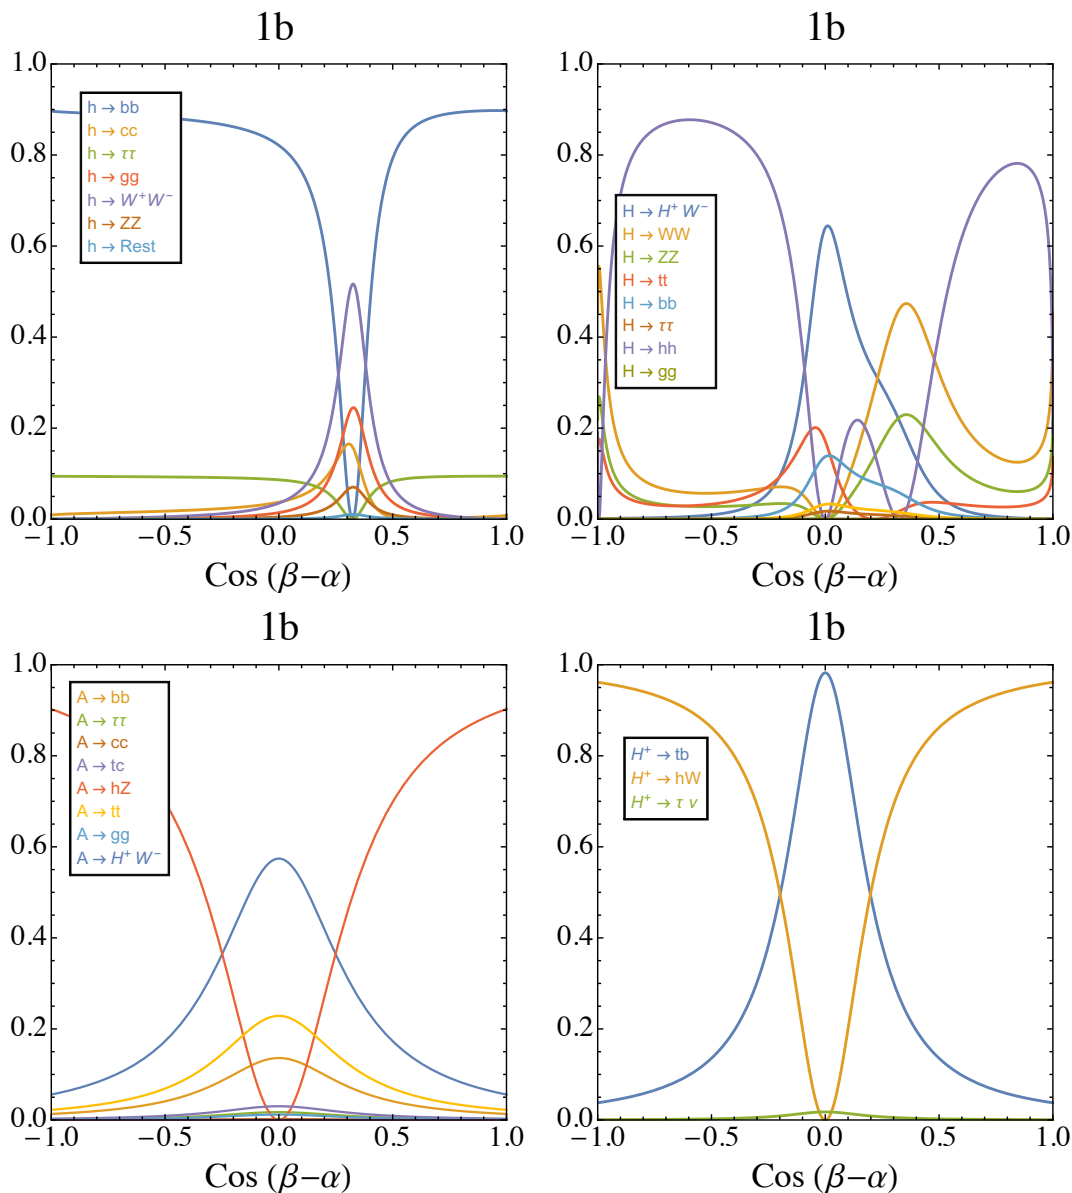 1b
1.0
0.8
0.6
0.4
0.2
0.0
−1.0 −0.5 0.0 0.5 1.0
Cos (β−α)
h → bb
h → cc
h → ττ
h → gg
h → W⁺W⁻
h → ZZ
h → Rest
1b
1.0
0.8
0.6
0.4
0.2
0.0
−1.0 −0.5 0.0 0.5 1.0
Cos (β−α)
H → H⁺ W⁻
H → WW
H → ZZ
H → tt
H → bb
H → ττ
H → hh
H → gg
1b
1.0
0.8
0.6
0.4
0.2
0.0
−1.0 −0.5 0.0 0.5 1.0
Cos (β−α)
A → bb
A → ττ
A → cc
A → tc
A → hZ
A → tt
A → gg
A → H⁺ W⁻
1b
1.0
0.8
0.6
0.4
0.2
0.0
−1.0 −0.5 0.0 0.5 1.0
Cos (β−α)
H⁺ → tb
H⁺ → hW
H⁺ → τ ν